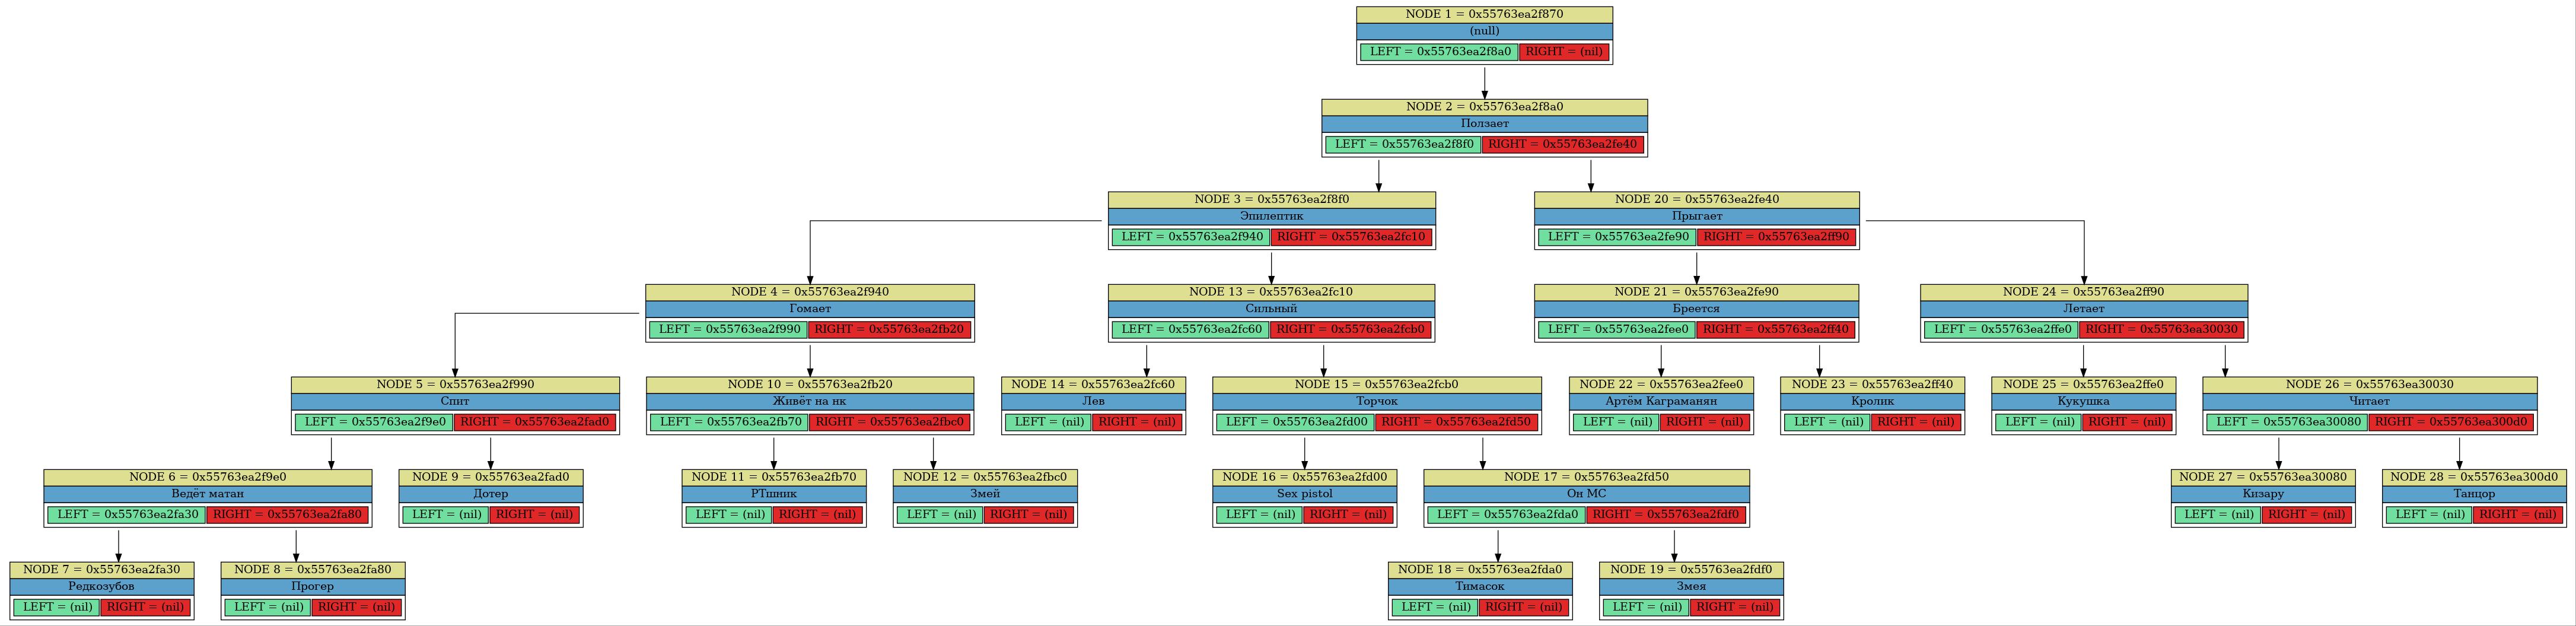 NODE 1 = 0x55763ea2f870
(null)
LEFT = 0x55763ea2f8a0 RIGHT = (nil)
NODE 2 = 0x55763ea2f8a0
Ползает
LEFT = 0x55763ea2f8f0 RIGHT = 0x55763ea2fe40
NODE 3 = 0x55763ea2f8f0
Эпилептик
LEFT = 0x55763ea2f940 RIGHT = 0x55763ea2fc10
NODE 20 = 0x55763ea2fe40
Прыгает
LEFT = 0x55763ea2fe90 RIGHT = 0x55763ea2ff90
NODE 4 = 0x55763ea2f940
Гомает
LEFT = 0x55763ea2f990 RIGHT = 0x55763ea2fb20
NODE 13 = 0x55763ea2fc10
Сильный
LEFT = 0x55763ea2fc60 RIGHT = 0x55763ea2fcb0
NODE 21 = 0x55763ea2fe90
Бреется
LEFT = 0x55763ea2fee0 RIGHT = 0x55763ea2ff40
NODE 24 = 0x55763ea2ff90
Летает
LEFT = 0x55763ea2ffe0 RIGHT = 0x55763ea30030
NODE 5 = 0x55763ea2f990
Спит
LEFT = 0x55763ea2f9e0 RIGHT = 0x55763ea2fad0
NODE 10 = 0x55763ea2fb20
Живёт на нк
LEFT = 0x55763ea2fb70 RIGHT = 0x55763ea2fbc0
NODE 14 = 0x55763ea2fc60
Лев
LEFT = (nil) RIGHT = (nil)
NODE 15 = 0x55763ea2fcb0
Торчок
LEFT = 0x55763ea2fd00 RIGHT = 0x55763ea2fd50
NODE 22 = 0x55763ea2fee0
Артём Каграманян
LEFT = (nil) RIGHT = (nil)
NODE 23 = 0x55763ea2ff40
Кролик
LEFT = (nil) RIGHT = (nil)
NODE 25 = 0x55763ea2ffe0
Кукушка
LEFT = (nil) RIGHT = (nil)
NODE 26 = 0x55763ea30030
Читает
LEFT = 0x55763ea30080 RIGHT = 0x55763ea300d0
NODE 6 = 0x55763ea2f9e0
Ведёт матан
LEFT = 0x55763ea2fa30 RIGHT = 0x55763ea2fa80
NODE 9 = 0x55763ea2fad0
Дотер
LEFT = (nil) RIGHT = (nil)
NODE 11 = 0x55763ea2fb70
РТшник
LEFT = (nil) RIGHT = (nil)
NODE 12 = 0x55763ea2fbc0
Змей
LEFT = (nil) RIGHT = (nil)
NODE 16 = 0x55763ea2fd00
Sex pistol
LEFT = (nil) RIGHT = (nil)
NODE 17 = 0x55763ea2fd50
Он МС
LEFT = 0x55763ea2fda0 RIGHT = 0x55763ea2fdf0
NODE 27 = 0x55763ea30080
Кизару
LEFT = (nil) RIGHT = (nil)
NODE 28 = 0x55763ea300d0
Танцор
LEFT = (nil) RIGHT = (nil)
NODE 7 = 0x55763ea2fa30
Редкозубов
LEFT = (nil) RIGHT = (nil)
NODE 8 = 0x55763ea2fa80
Прогер
LEFT = (nil) RIGHT = (nil)
NODE 18 = 0x55763ea2fda0
Тимасок
LEFT = (nil) RIGHT = (nil)
NODE 19 = 0x55763ea2fdf0
Змея
LEFT = (nil) RIGHT = (nil)